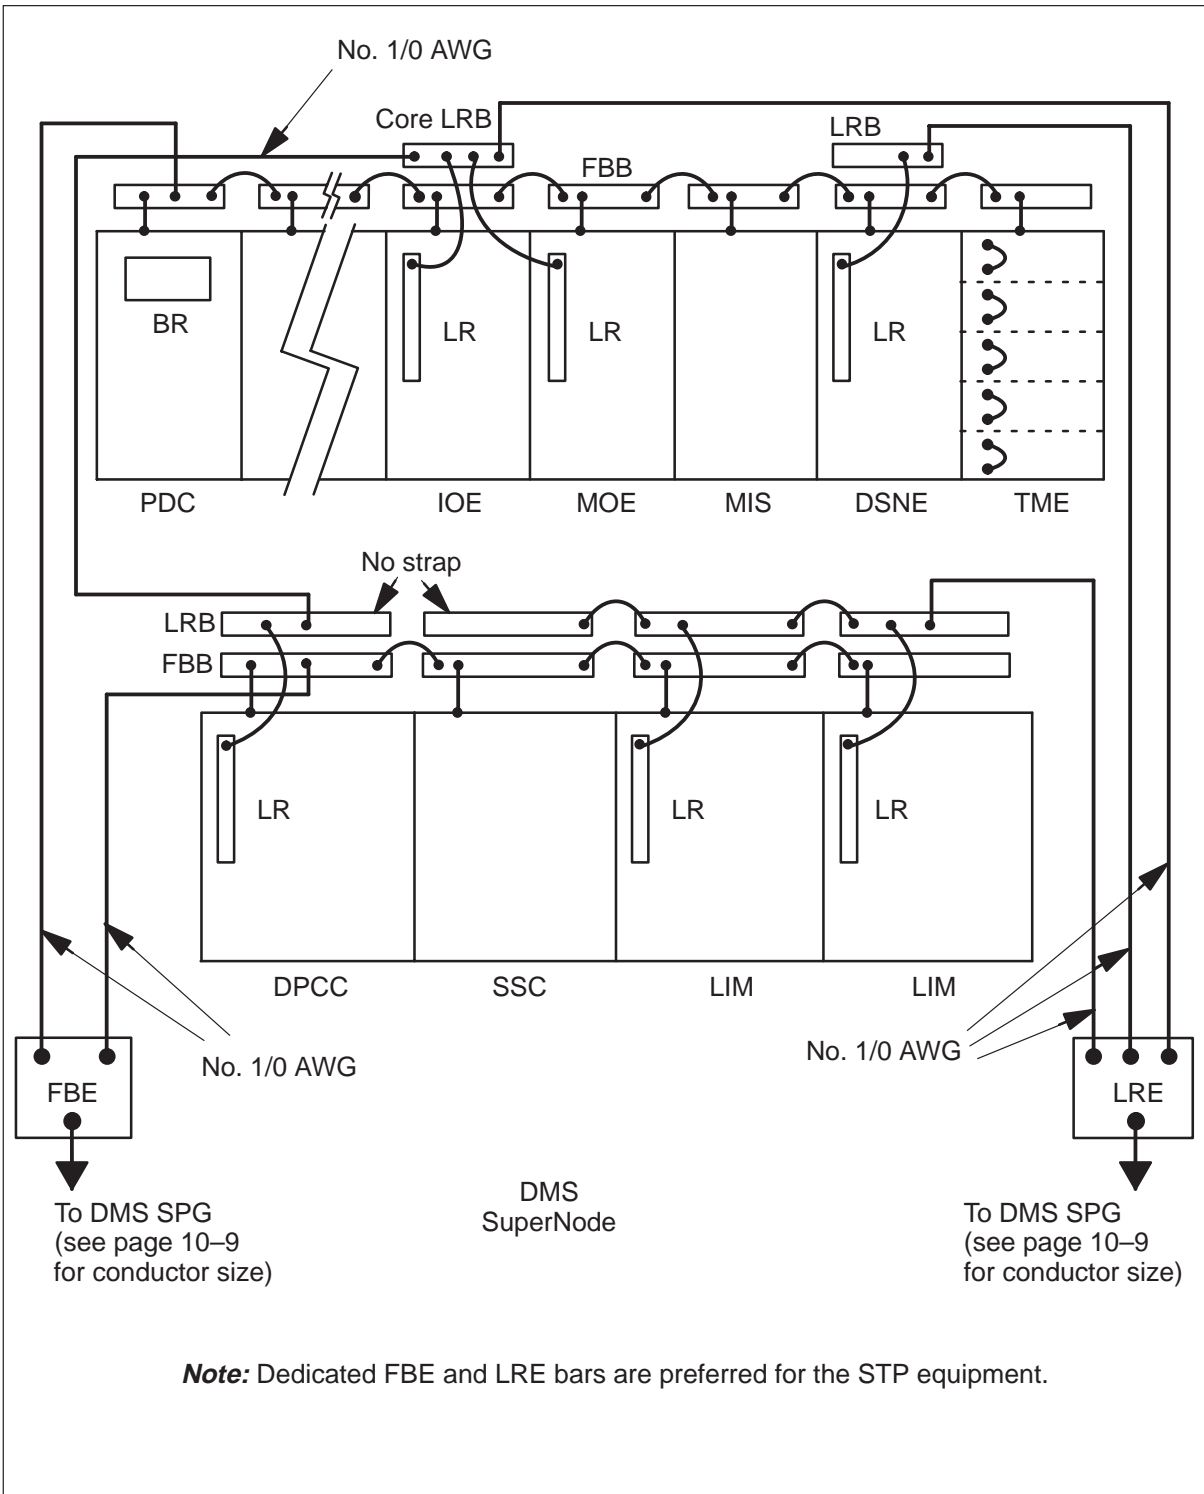 No. 1/0 AWG
Core LRB
LRB
FBB
BR
LR
LR
LR
PDC
IOE
MOE
MIS
DSNE
TME
No strap
LRB
FBB
LR
LR
LR
DPCC
SSC
LIM
LIM
No. 1/0 AWG
No. 1/0 AWG
FBE
LRE
To DMS SPG
(see page 10–9
for conductor size)
DMS
SuperNode
To DMS SPG
(see page 10–9
for conductor size)
Note: Dedicated FBE and LRE bars are preferred for the STP equipment.